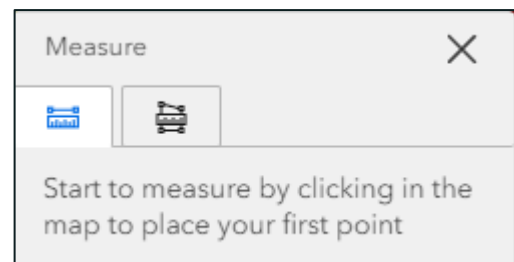 Measure
Start to measure by clicking in the
map to place your first point